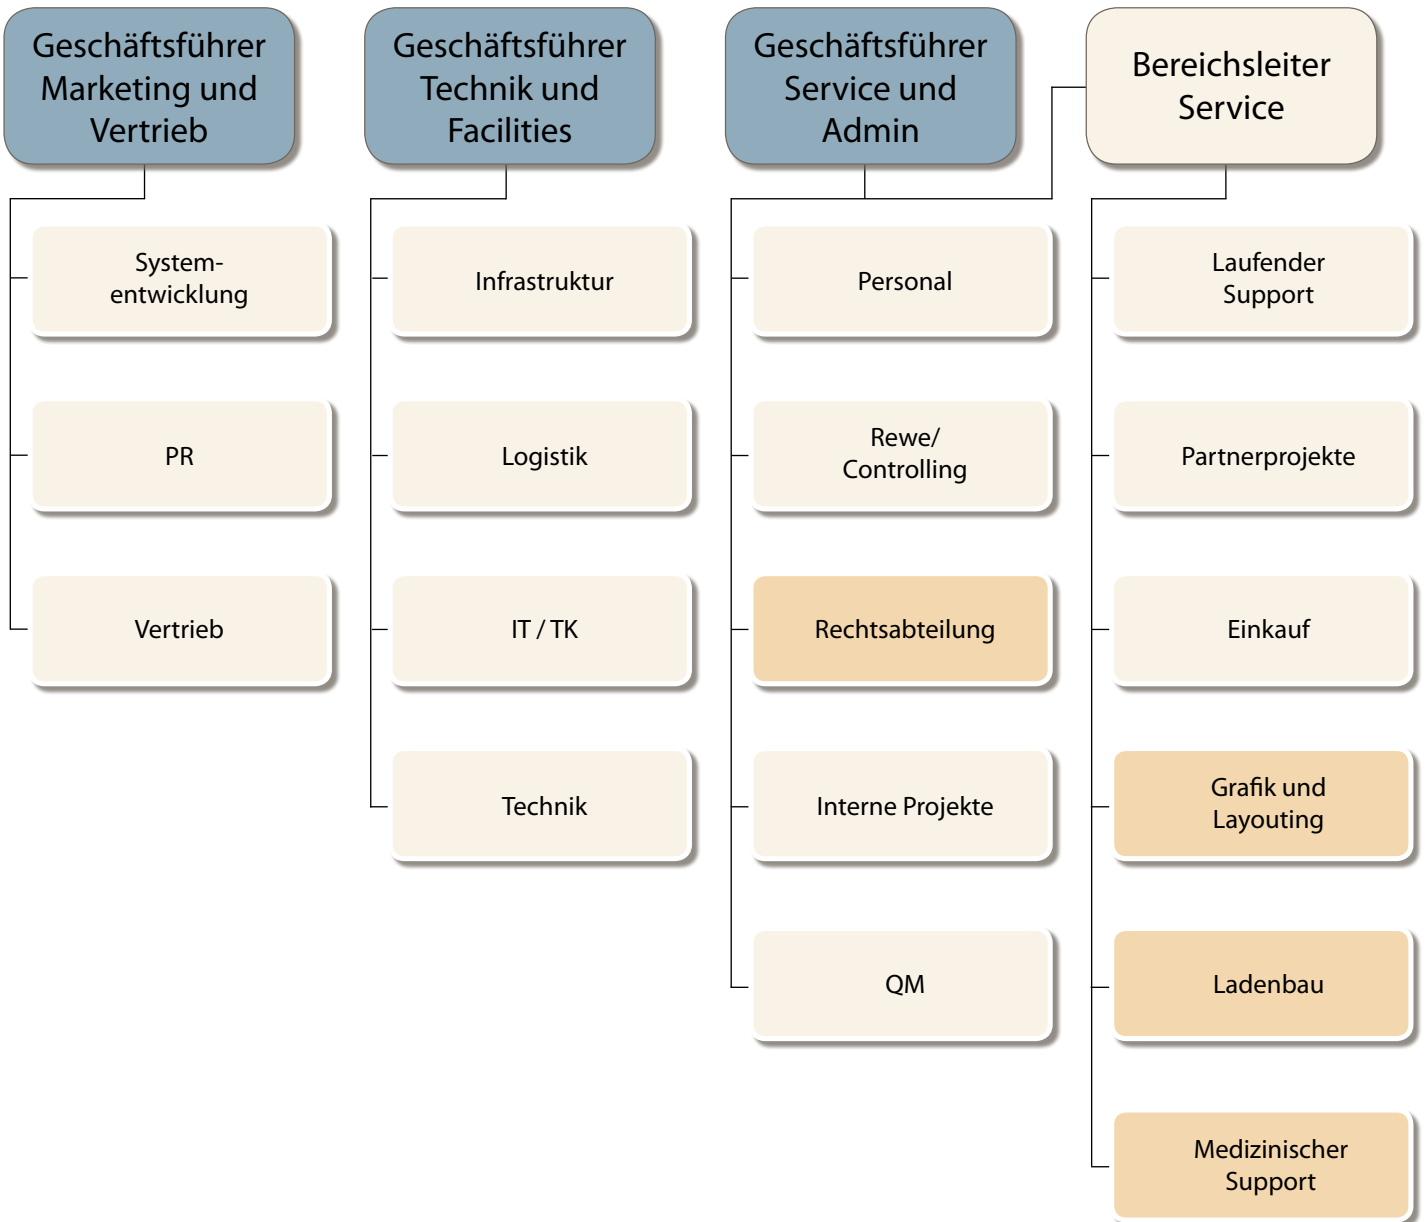 Geschäftsführer
Marketing und
Vertrieb
System-
entwicklung
PR
Vertrieb
Geschäftsführer
Technik und
Facilities
Infrastruktur
Logistik
IT / TK
Technik
Geschäftsführer
Service und
Admin
Personal
Rewe/
Controlling
Rechtsabteilung
Interne Projekte
QM
Bereichsleiter
Service
Laufender
Support
Partnerprojekte
Einkauf
Grafik und
Layouting
Ladenbau
Medizinischer
Support